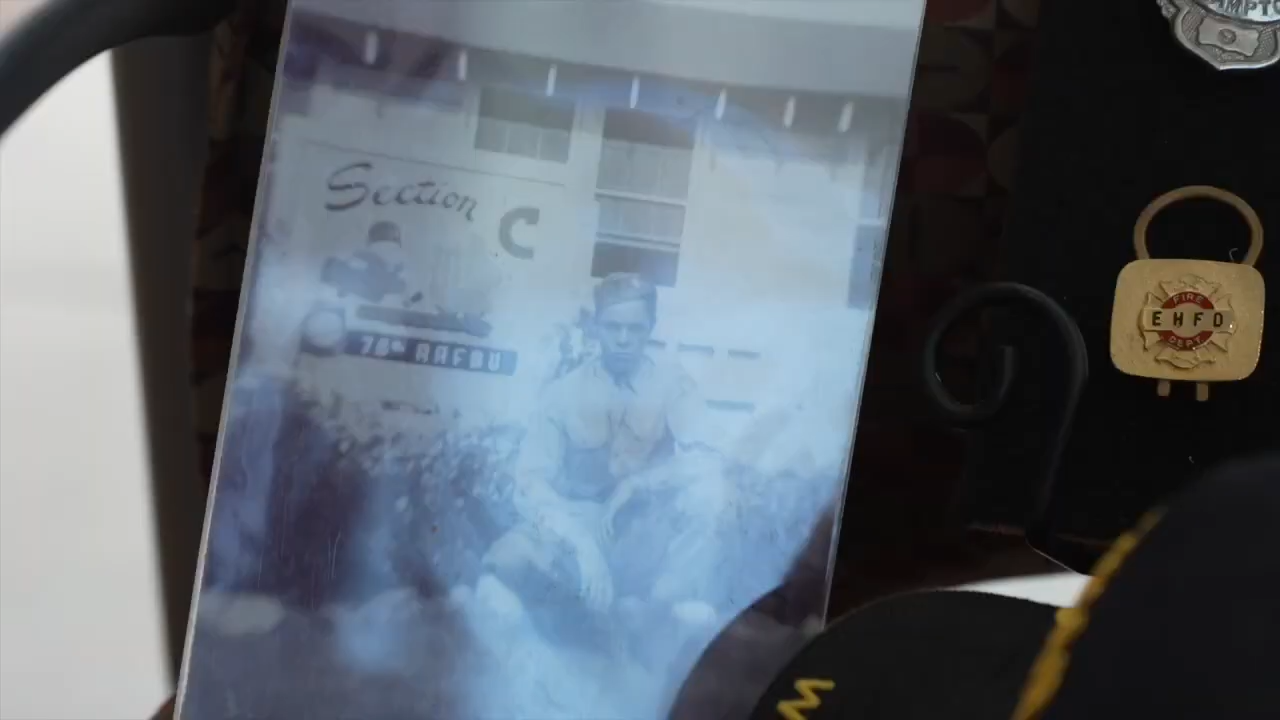 Section
C
78th AAFBU
FIRE
EHFD
DEPT.
M